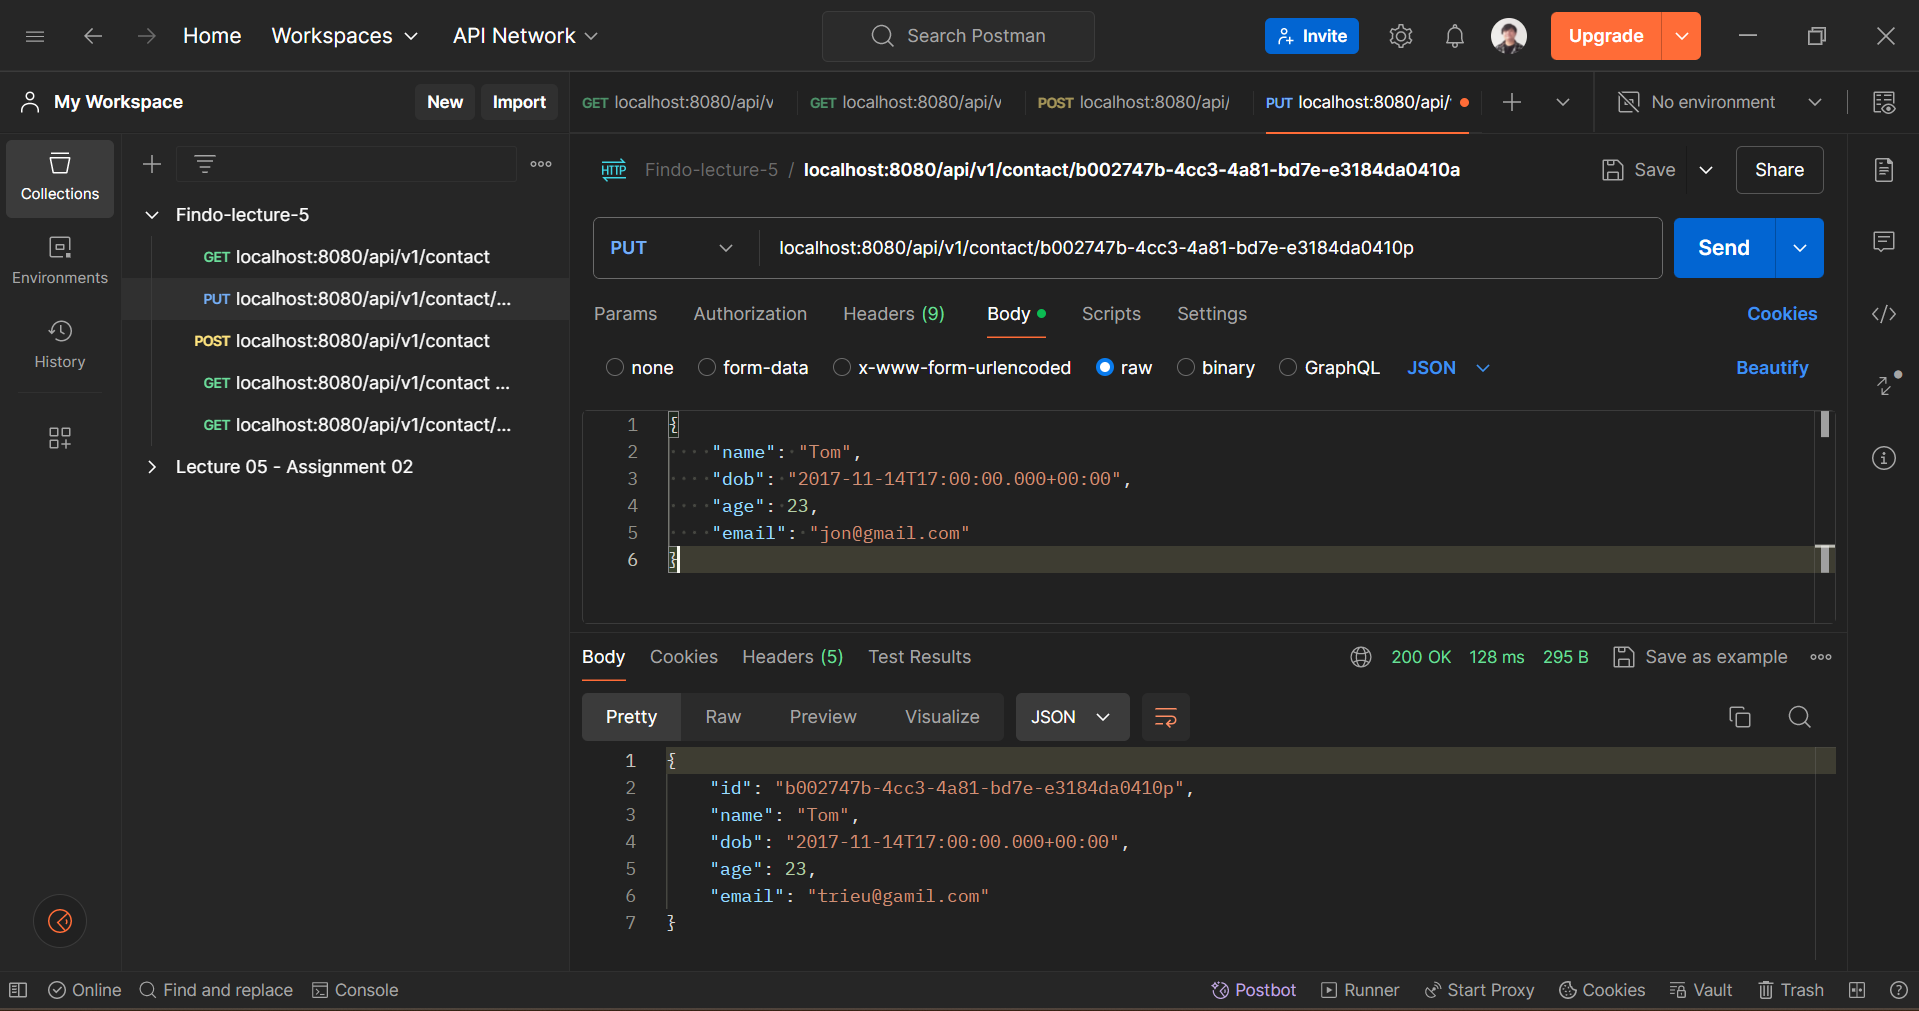 Home Workspaces API Network Search Postman Invite Upgrade
My Workspace New Import GET localhost:8080/api/v GET localhost:8080/api/v POST localhost:8080/api/ PUT localhost:8080/api/ No environment
Collections
Environments
History
Findo-lecture-5
GET localhost:8080/api/v1/contact
PUT localhost:8080/api/v1/contact/...
POST localhost:8080/api/v1/contact
GET localhost:8080/api/v1/contact ...
GET localhost:8080/api/v1/contact/...
Lecture 05 - Assignment 02
HTTP Findo-lecture-5 / localhost:8080/api/v1/contact/b002747b-4cc3-4a81-bd7e-e3184da0410a Save Share
PUT localhost:8080/api/v1/contact/b002747b-4cc3-4a81-bd7e-e3184da0410p Send
Params Authorization Headers (9) Body Scripts Settings Cookies
none form-data x-www-form-urlencoded raw binary GraphQL JSON Beautify
1 {
2 "name": "Tom",
3 "dob": "2017-11-14T17:00:00.000+00:00",
4 "age": 23,
5 "email": "jon@gmail.com"
6 }
Body Cookies Headers (5) Test Results 200 OK 128 ms 295 B Save as example
Pretty Raw Preview Visualize JSON
1 {
2 "id": "b002747b-4cc3-4a81-bd7e-e3184da0410p",
3 "name": "Tom",
4 "dob": "2017-11-14T17:00:00.000+00:00",
5 "age": 23,
6 "email": "trieu@gamil.com"
7 }
Online Find and replace Console Postbot Runner Start Proxy Cookies Vault Trash